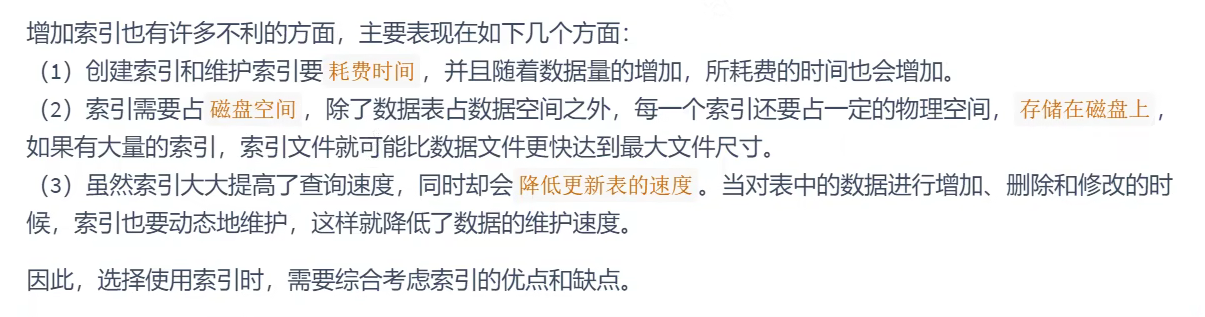 增加索引也有许多不利的方面，主要表现在如下几个方面：
（1）创建索引和维护索引要 耗费时间 ，并且随着数据量的增加，所耗费的时间也会增加。
（2）索引需要占 磁盘空间 ，除了数据表占数据空间之外，每一个索引还要占一定的物理空间， 存储在磁盘上 ，
如果有大量的索引，索引文件就可能比数据文件更快达到最大文件尺寸。
（3）虽然索引大大提高了查询速度，同时却会 降低更新表的速度 。当对表中的数据进行增加、删除和修改的时
候，索引也要动态地维护，这样就降低了数据的维护速度。
因此，选择使用索引时，需要综合考虑索引的优点和缺点。